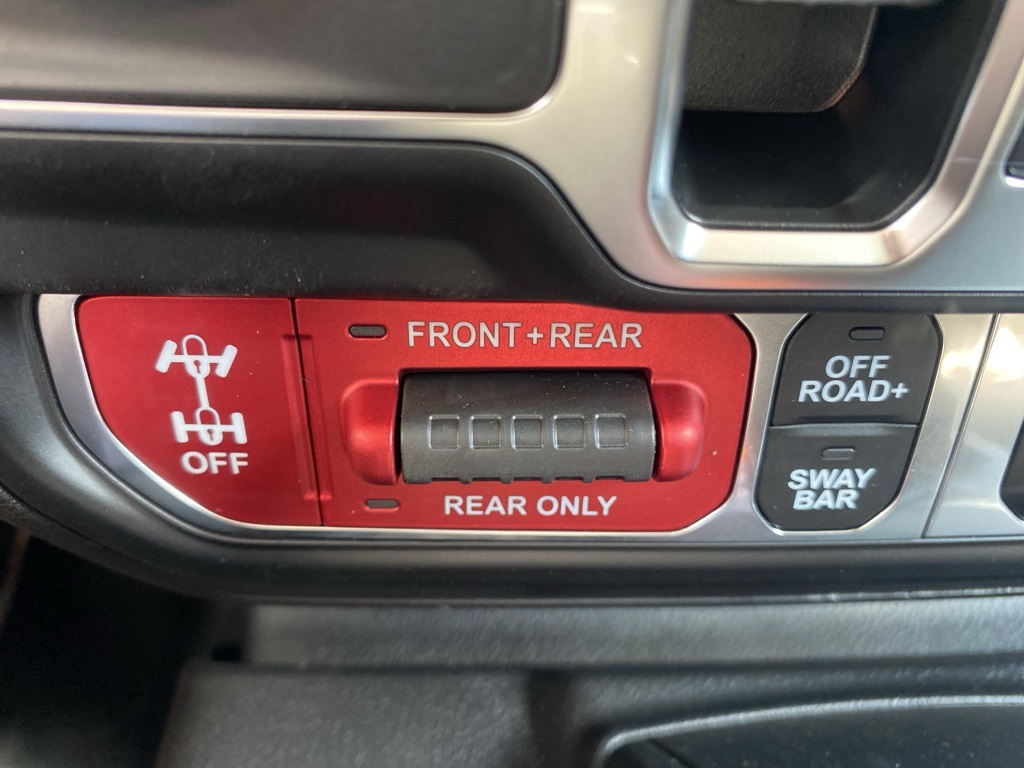 FRONT+REAR
OFF
REAR ONLY
OFF
ROAD+
SWAY
BAR